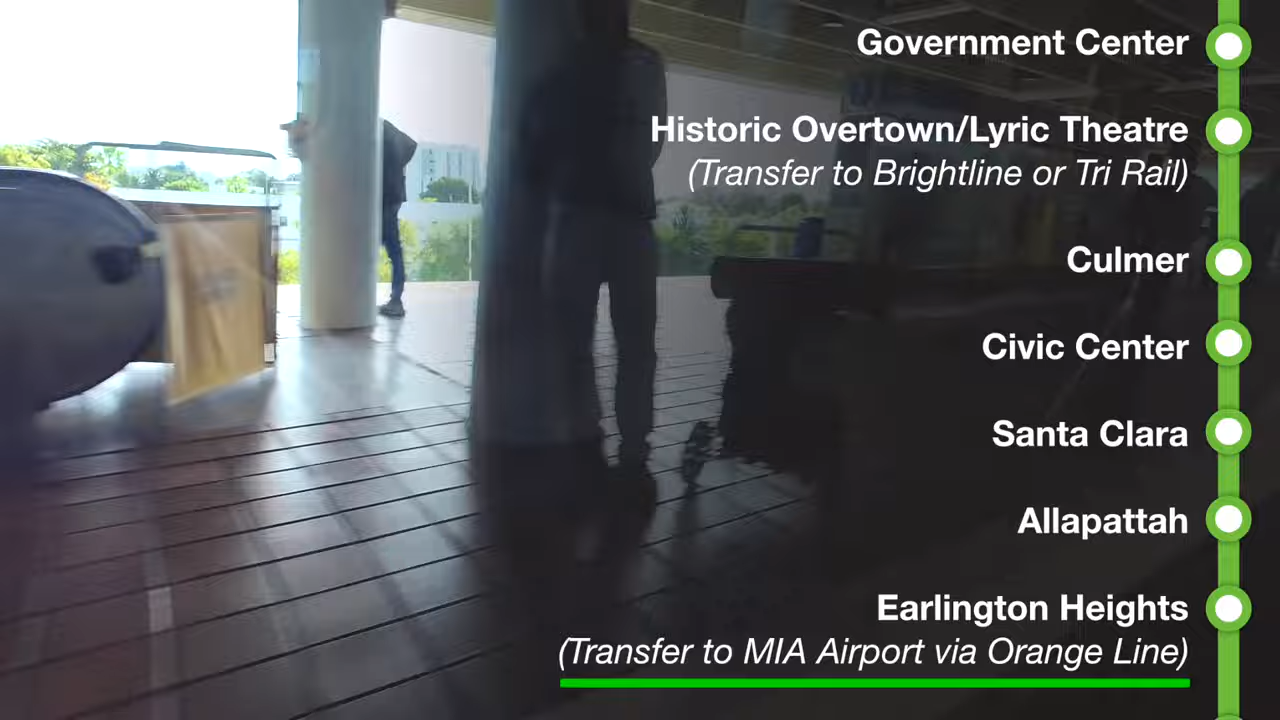 Government Center
Historic Overtown/Lyric Theatre
(Transfer to Brightline or Tri Rail)
Culmer
Civic Center
Santa Clara
Allapattah
Earlington Heights
(Transfer to MIA Airport via Orange Line)